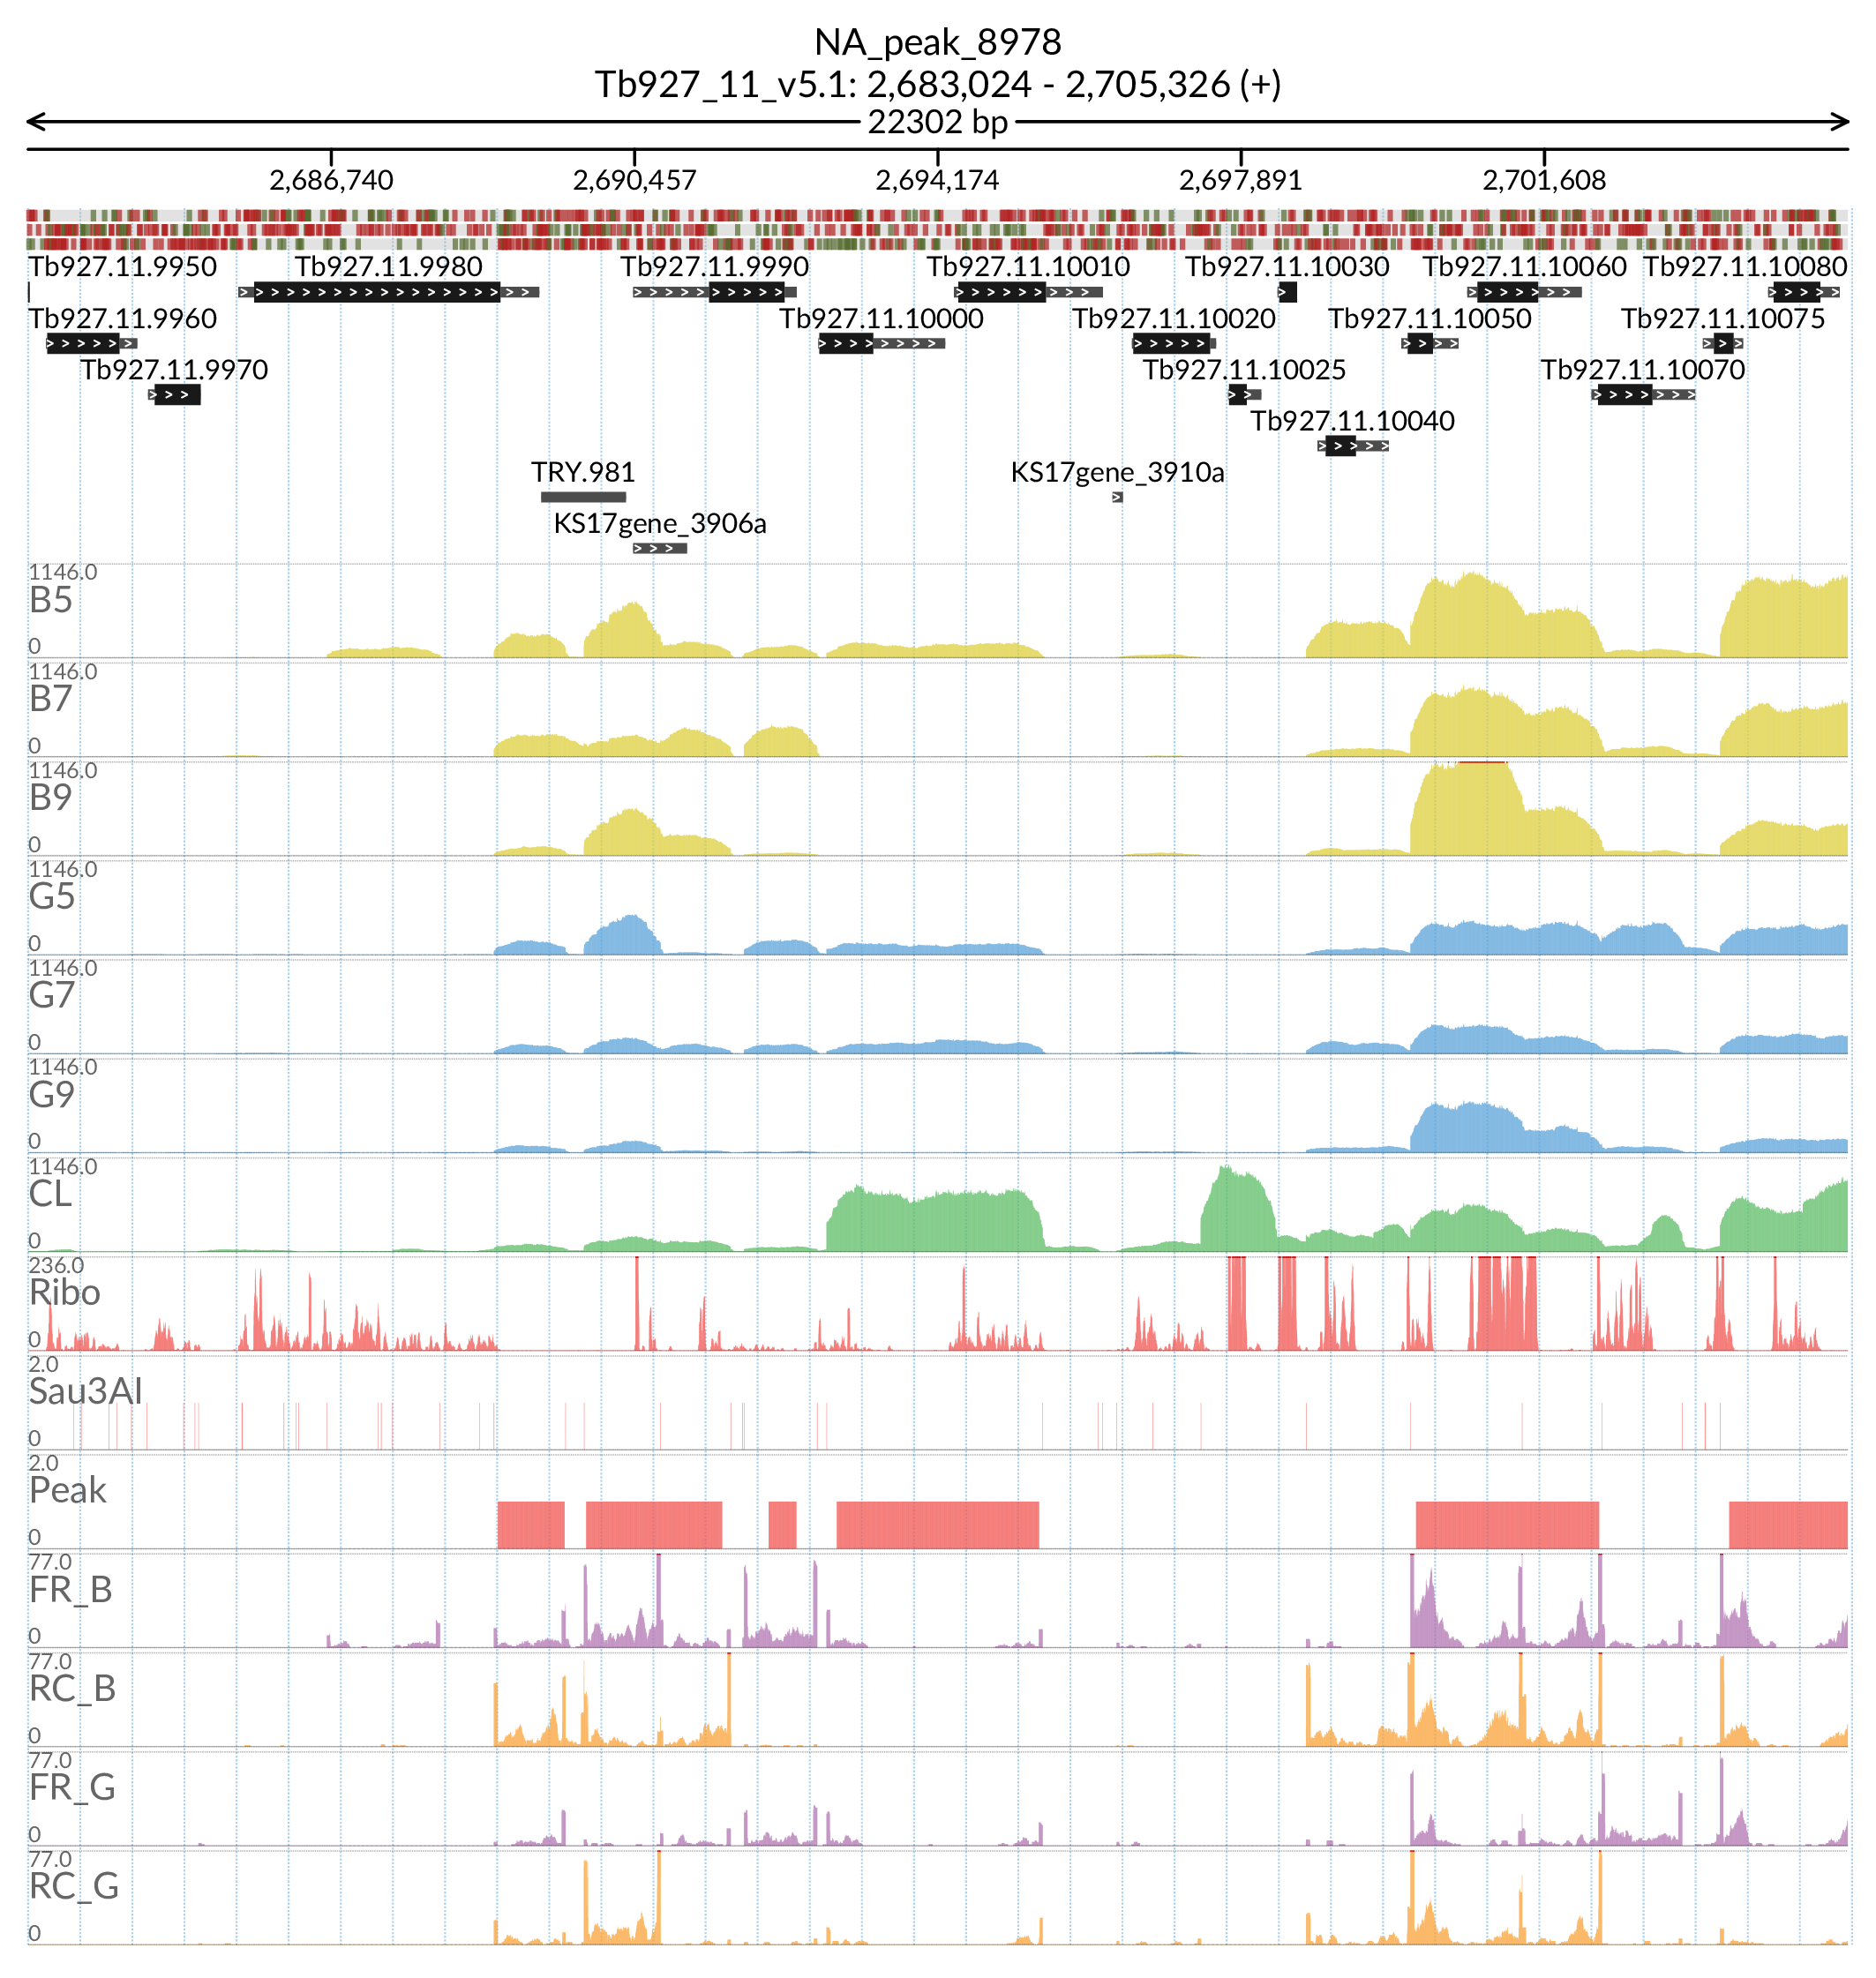 NA_peak_8978
Tb927_11_v5.1: 2,683,024 - 2,705,326 (+)
22302 bp
2,686,740 2,690,457 2,694,174 2,697,891 2,701,608
Tb927.11.9950 Tb927.11.9980 Tb927.11.9990 Tb927.11.10010 Tb927.11.10030 Tb927.11.10060 Tb927.11.10080
Tb927.11.9960 Tb927.11.10000 Tb927.11.10020 Tb927.11.10050 Tb927.11.10075
Tb927.11.9970 Tb927.11.10025 Tb927.11.10070
Tb927.11.10040
TRY.981 KS17gene_3910a
KS17gene_3906a
1146.0
B5
0
1146.0
B7
0
1146.0
B9
0
1146.0
G5
0
1146.0
G7
0
1146.0
G9
0
1146.0
CL
0
236.0
Ribo
0
2.0
Sau3AI
0
2.0
Peak
0
77.0
FR_B
0
77.0
RC_B
0
77.0
FR_G
0
77.0
RC_G
0